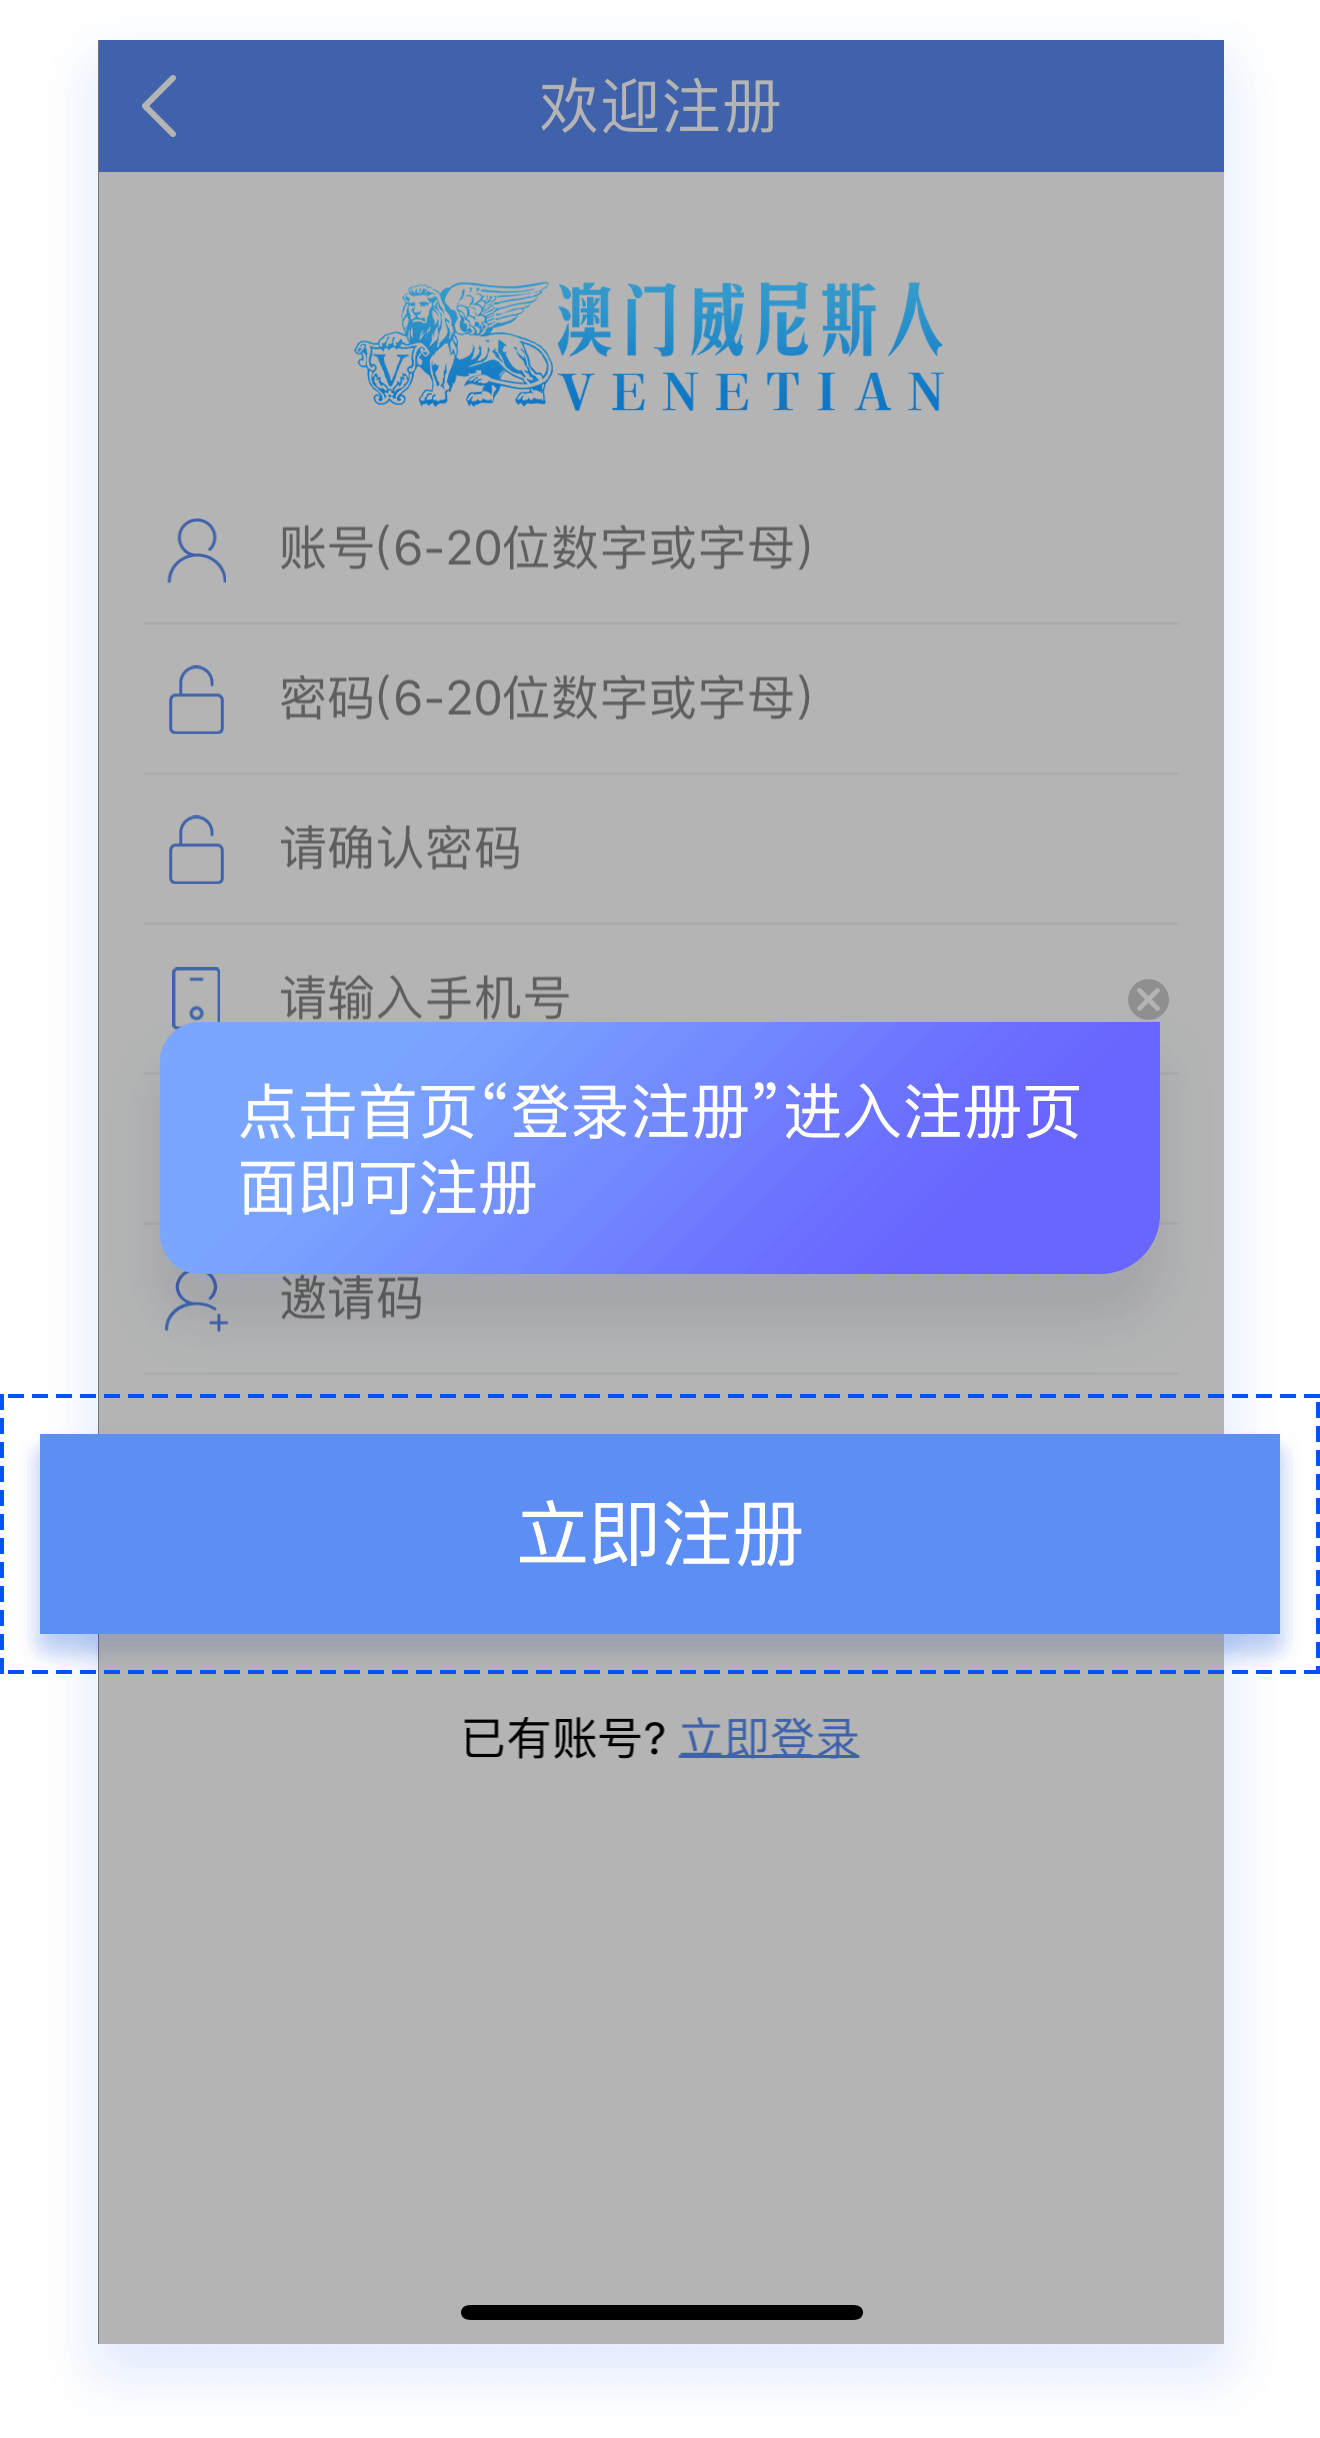 欢迎注册
澳门威尼斯人
VENETIAN
V
账号(6-20位数字或字母)
密码(6-20位数字或字母)
请确认密码
请输入手机号
点击首页“登录注册”进入注册页
面即可注册
邀请码
立即注册
已有账号? 立即登录